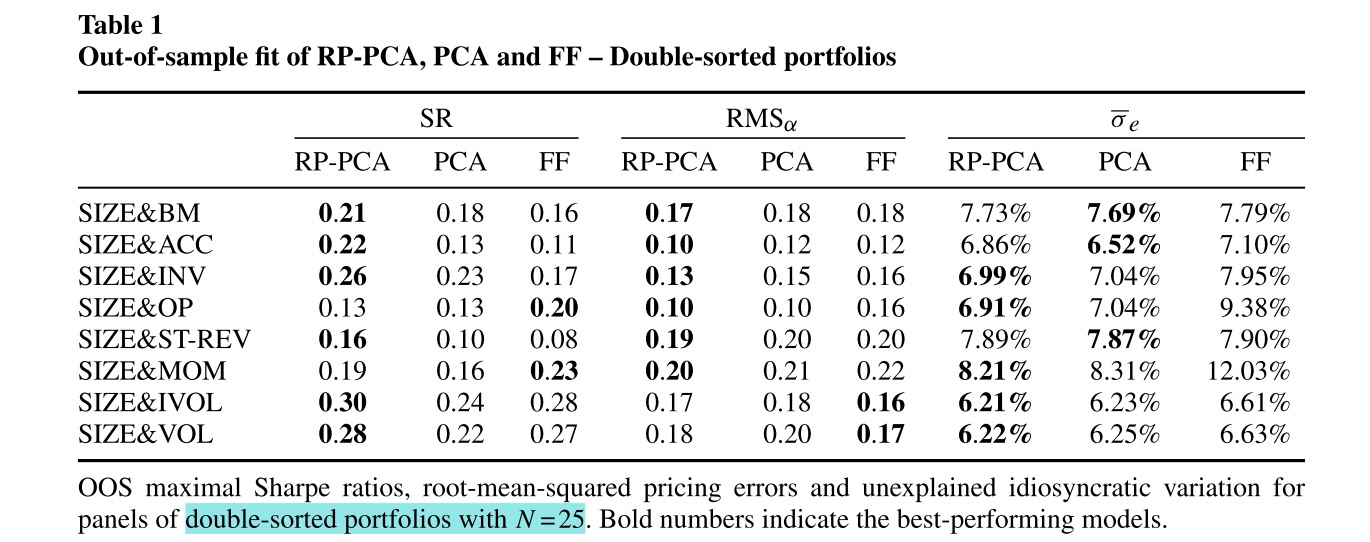 Table 1
Out-of-sample fit of RP-PCA, PCA and FF – Double-sorted portfolios
SR RMSα σ̅e
RP-PCA PCA FF RP-PCA PCA FF RP-PCA PCA FF
SIZE&BM 0.21 0.18 0.16 0.17 0.18 0.18 7.73% 7.69% 7.79%
SIZE&ACC 0.22 0.13 0.11 0.10 0.12 0.12 6.86% 6.52% 7.10%
SIZE&INV 0.26 0.23 0.17 0.13 0.15 0.16 6.99% 7.04% 7.95%
SIZE&OP 0.13 0.13 0.20 0.10 0.10 0.16 6.91% 7.04% 9.38%
SIZE&ST-REV 0.16 0.10 0.08 0.19 0.20 0.20 7.89% 7.87% 7.90%
SIZE&MOM 0.19 0.16 0.23 0.20 0.21 0.22 8.21% 8.31% 12.03%
SIZE&IVOL 0.30 0.24 0.28 0.17 0.18 0.16 6.21% 6.23% 6.61%
SIZE&VOL 0.28 0.22 0.27 0.18 0.20 0.17 6.22% 6.25% 6.63%
OOS maximal Sharpe ratios, root-mean-squared pricing errors and unexplained idiosyncratic variation for
panels of double-sorted portfolios with N = 25. Bold numbers indicate the best-performing models.